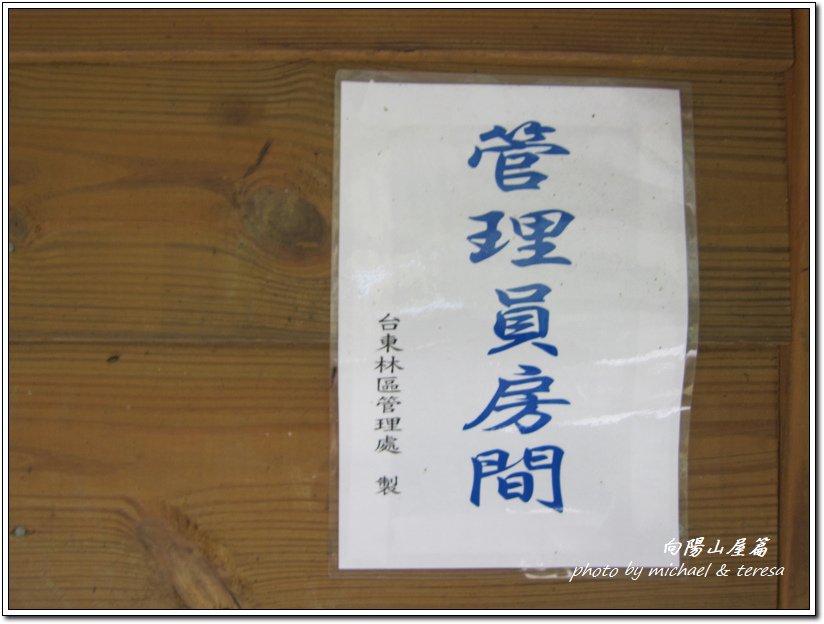 管理員房間
台東林區管理處 製
向陽山屋篇
photo by michael & teresa